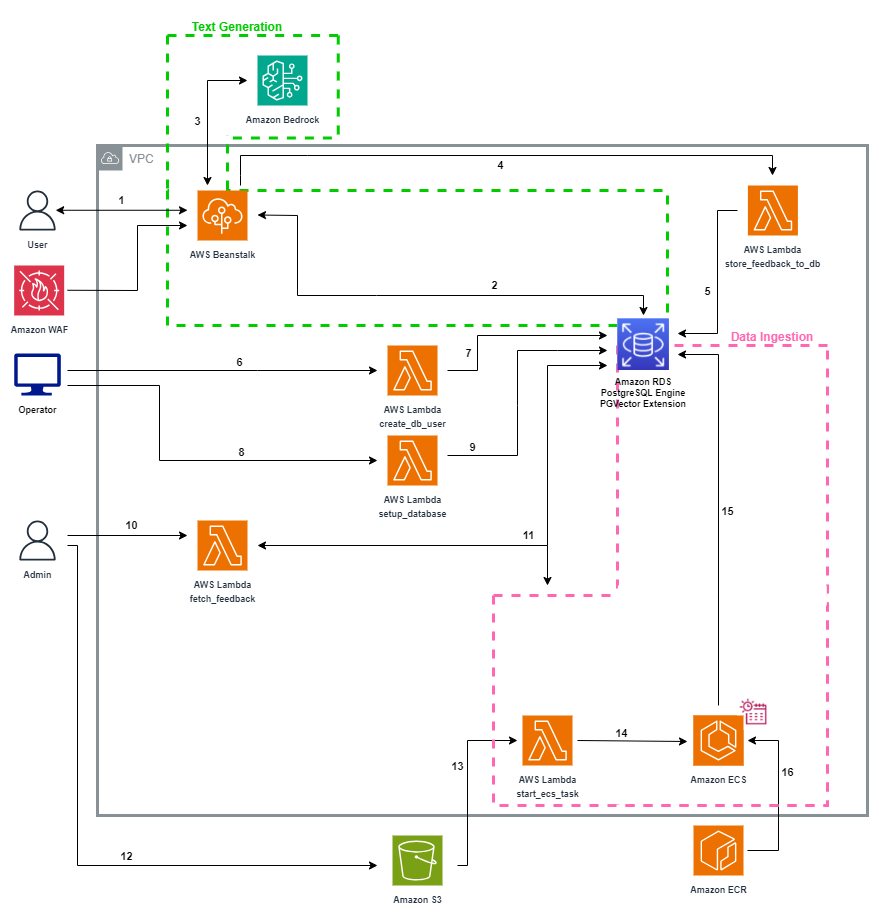 Text Generation
Amazon Bedrock
3
VPC
4
1
User
AWS Beanstalk
AWS Lambda
store_feedback_to_db
2
5
Amazon WAF
Data Ingestion
6
7
Operator
AWS Lambda
create_db_user
Amazon RDS
PostgreSQL Engine
PGVector Extension
8
9
AWS Lambda
setup_database
10
11
15
Admin
AWS Lambda
fetch_feedback
14
13
16
AWS Lambda
start_ecs_task
Amazon ECS
12
Amazon S3
Amazon ECR